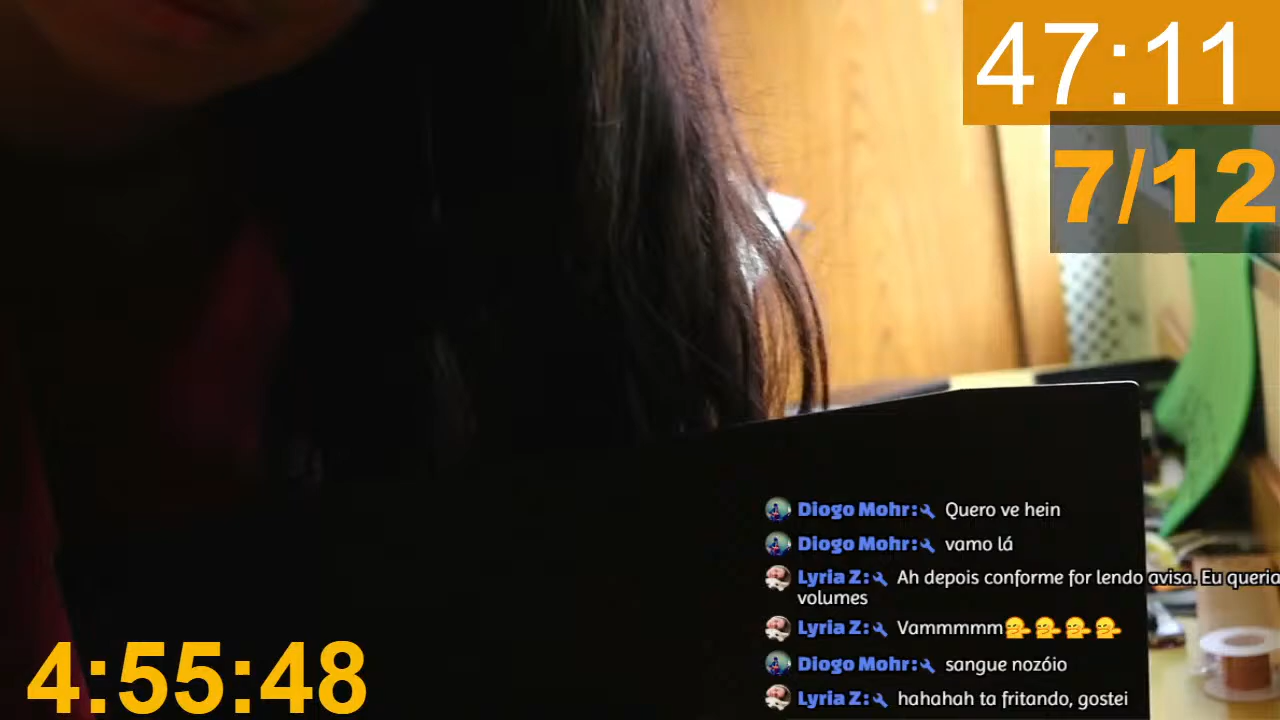 47:11
7/12
Diogo Mohr: Quero ve hein
Diogo Mohr: vamo lá
Lyria Z: Ah depois conforme for lendo avisa. Eu queria
volumes
Lyria Z: Vammmmm🤧🤧🤧🤧
Diogo Mohr: sangue nozóio
Lyria Z: hahahah ta fritando, gostei
4:55:48